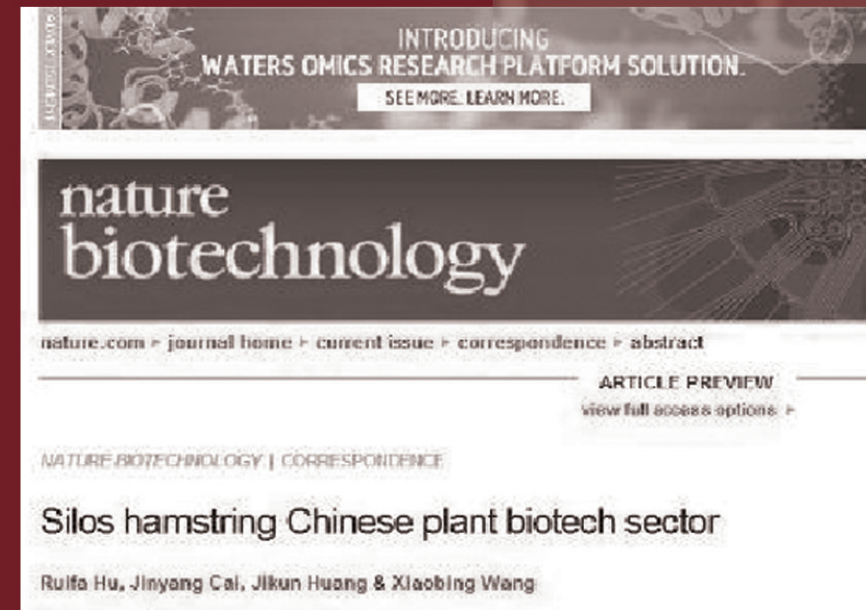 ADVERTISEMENT
INTRODUCING
WATERS OMICS RESEARCH PLATFORM SOLUTION.
SEE MORE. LEARN MORE.
nature
biotechnology
nature.com ▸ journal home ▸ current issue ▸ correspondence ▸ abstract
ARTICLE PREVIEW
view full access options ▸
NATURE BIOTECHNOLOGY | CORRESPONDENCE
Silos hamstring Chinese plant biotech sector
Ruifa Hu, Jinyang Cai, Jikun Huang & Xiaobing Wang